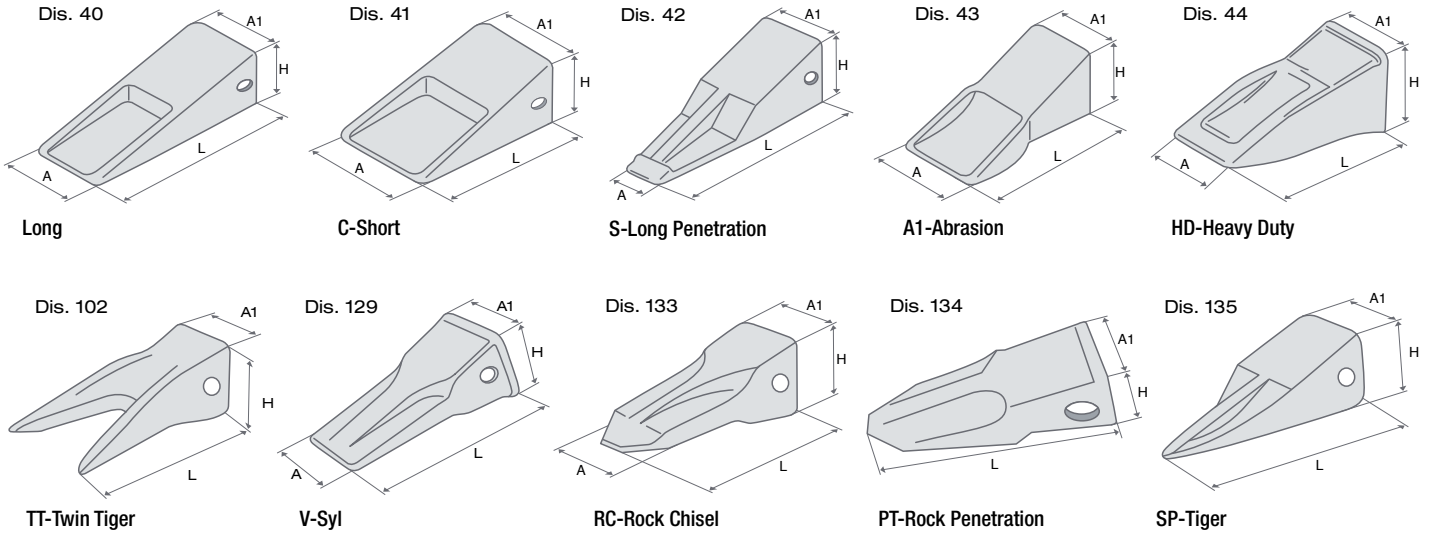 Dis. 40
A1
H
L
A
Long
Dis. 41
A1
H
L
A
C-Short
Dis. 42
A1
H
L
A
S-Long Penetration
Dis. 43
A1
H
L
A
A1-Abrasion
Dis. 44
A1
H
L
A
HD-Heavy Duty
Dis. 102
A1
H
L
TT-Twin Tiger
Dis. 129
A1
H
L
A
V-Syl
Dis. 133
A1
H
L
A
RC-Rock Chisel
Dis. 134
A1
H
L
PT-Rock Penetration
Dis. 135
A1
H
L
SP-Tiger